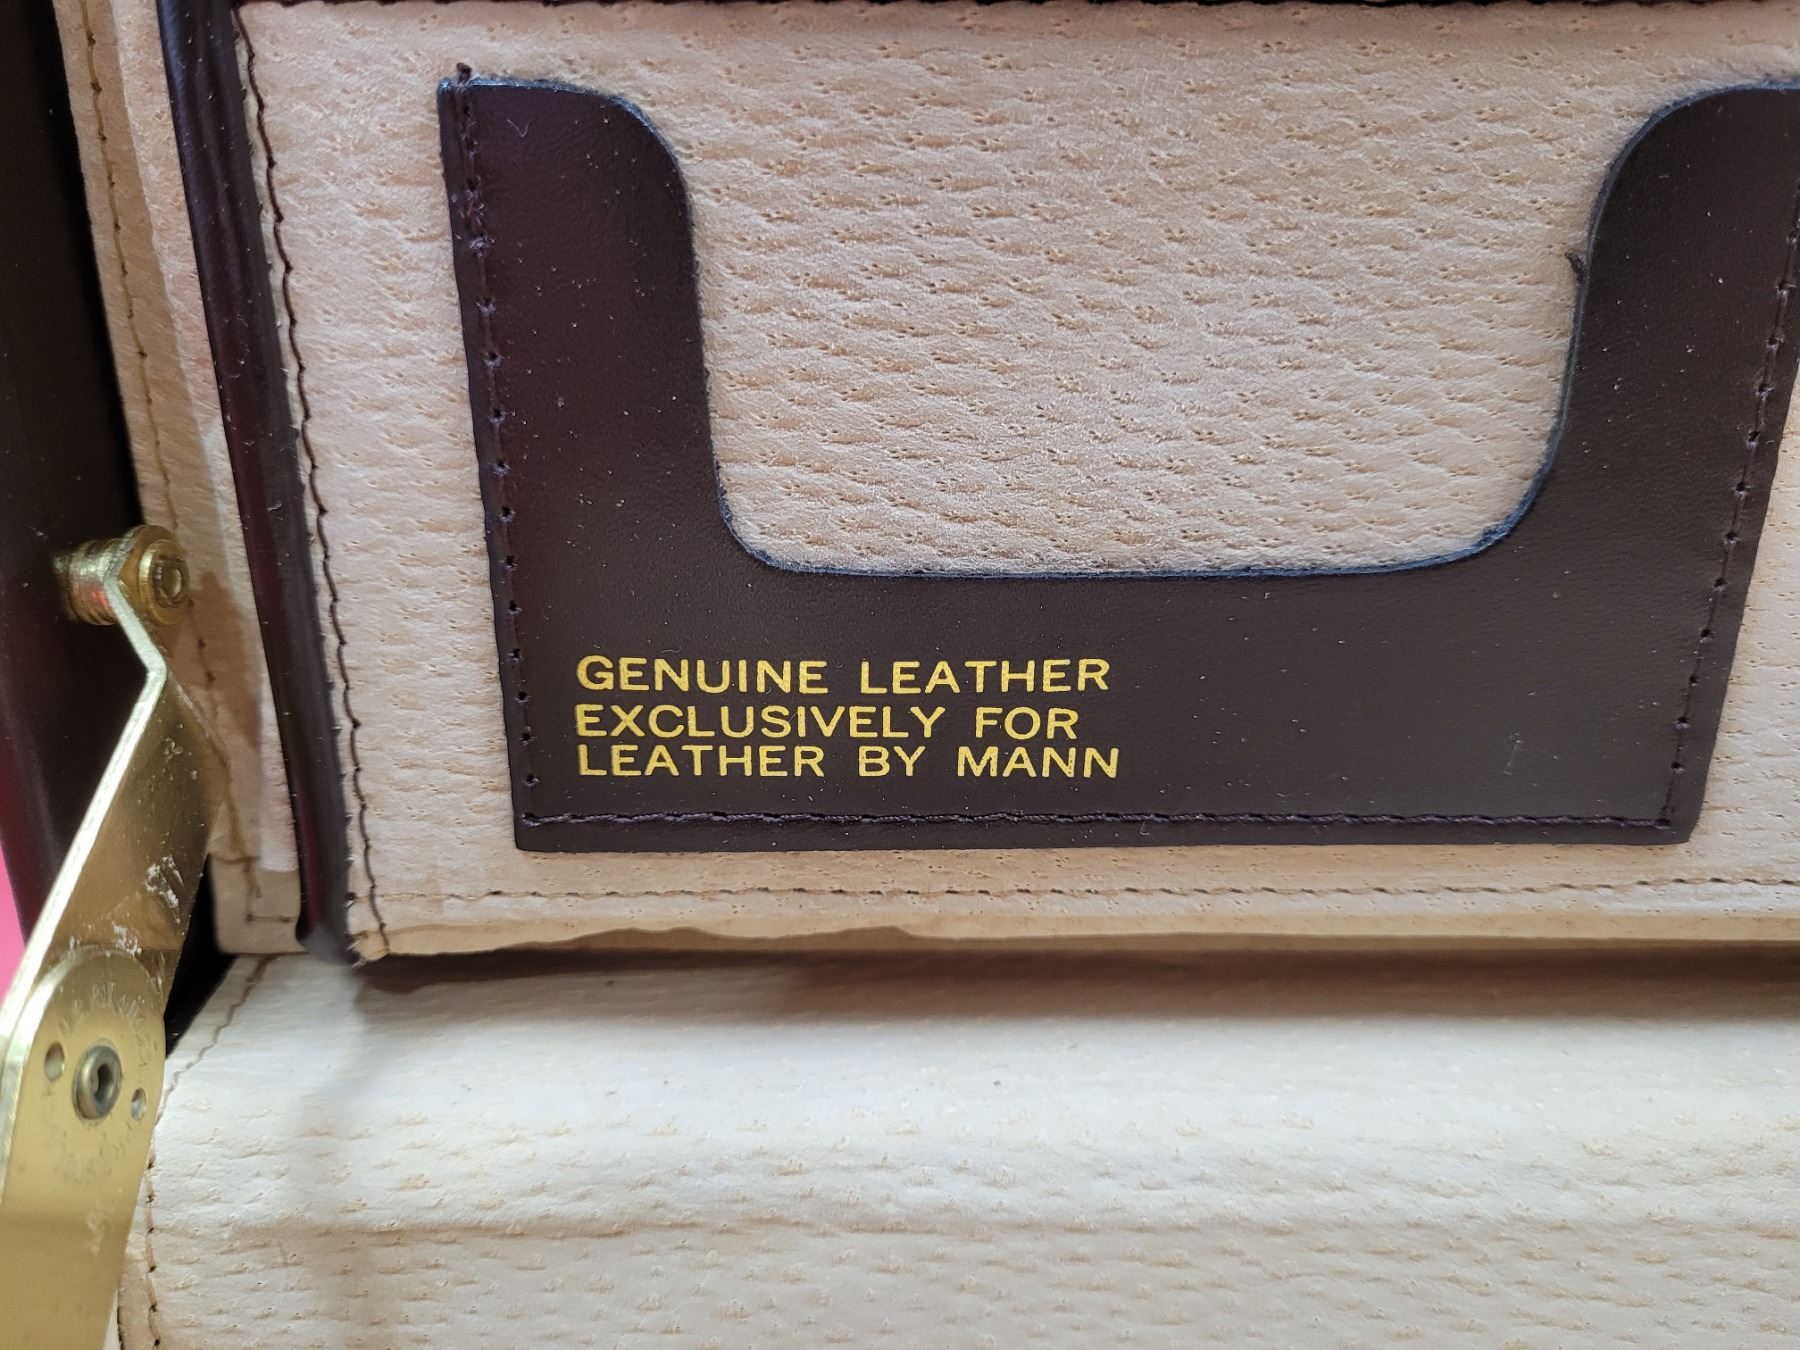 GENUINE LEATHER
EXCLUSIVELY FOR
LEATHER BY MANN